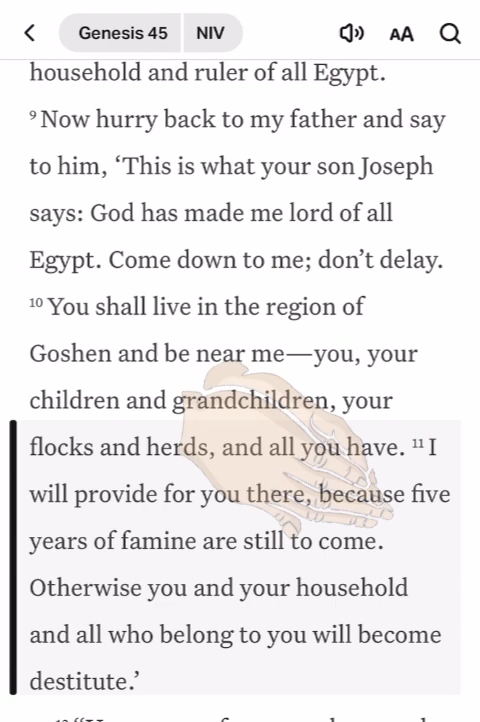 Genesis 45 NIV AA
household and ruler of all Egypt.
9 Now hurry back to my father and say
to him, ‘This is what your son Joseph
says: God has made me lord of all
Egypt. Come down to me; don’t delay.
10 You shall live in the region of
Goshen and be near me—you, your
children and grandchildren, your
flocks and herds, and all you have. 11 I
will provide for you there, because five
years of famine are still to come.
Otherwise you and your household
and all who belong to you will become
destitute.’